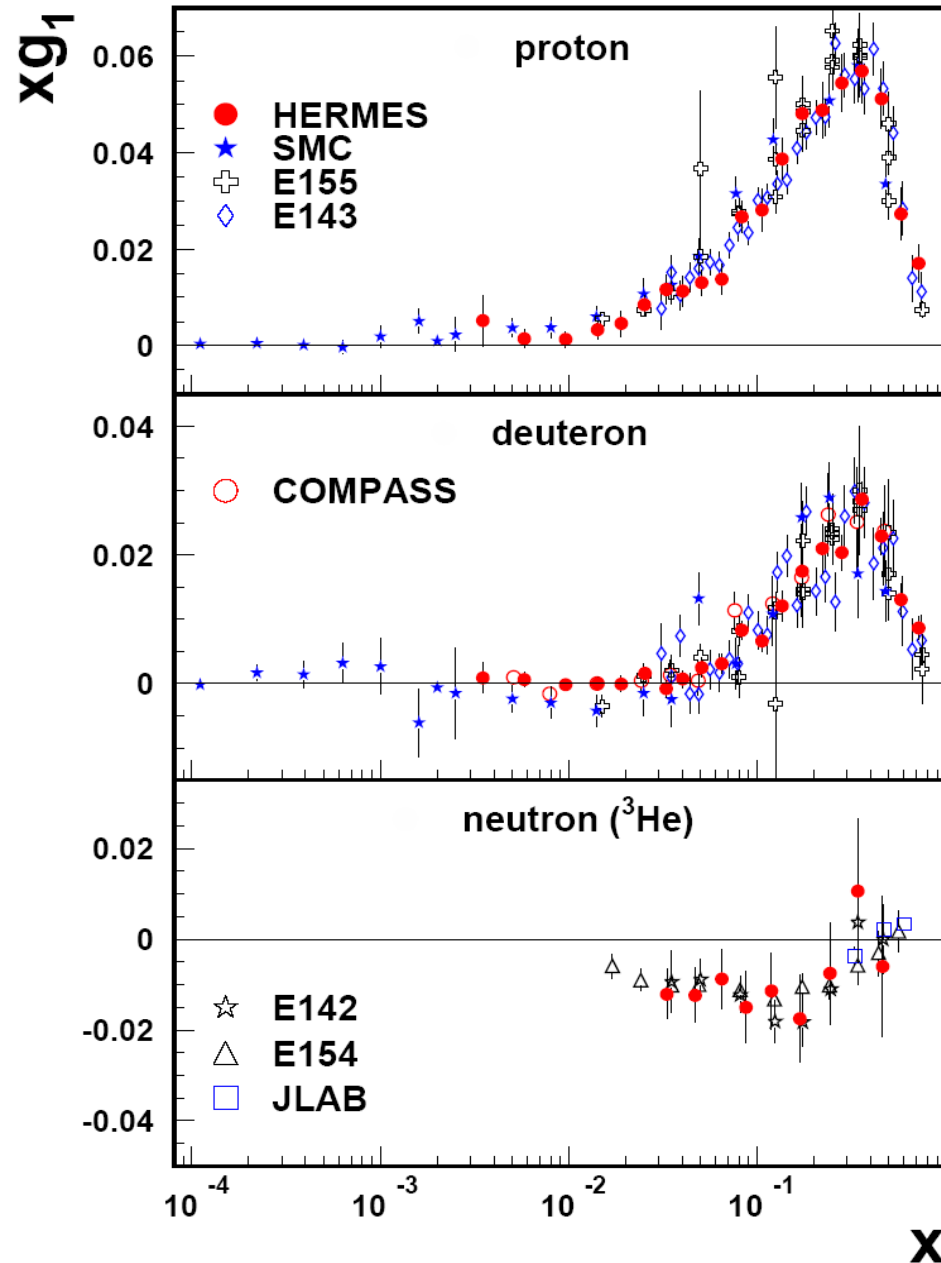 xg₁
proton
0.06
HERMES
SMC
0.04
E155
E143
0.02
0
deuteron
0.04
COMPASS
0.02
0
neutron (³He)
0.02
0
E142
-0.02
E154
JLAB
-0.04
10⁻⁴ 10⁻³ 10⁻² 10⁻¹
x